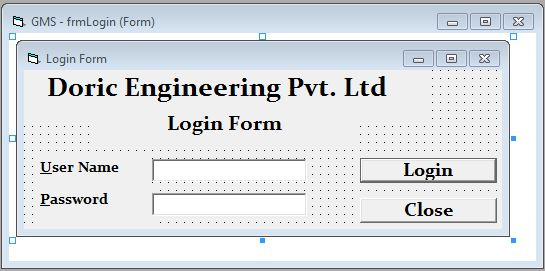 GMS - frmLogin (Form)
Login Form
Doric Engineering Pvt. Ltd
Login Form
User Name
Login
Password
Close